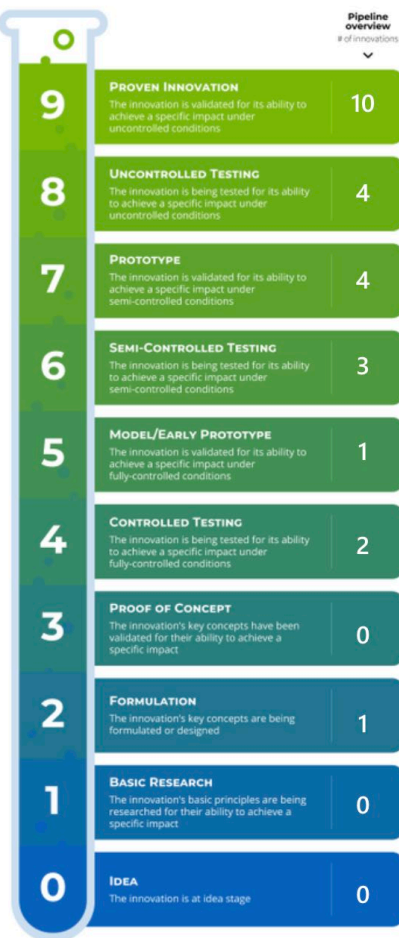 Pipeline
overview
# of innovations
9
PROVEN INNOVATION
The innovation is validated for its ability to
achieve a specific impact under
uncontrolled conditions
10
8
UNCONTROLLED TESTING
The innovation is being tested for its ability
to achieve a specific impact under
uncontrolled conditions
4
7
PROTOTYPE
The innovation is validated for its ability to
achieve a specific impact under
semi-controlled conditions
4
6
SEMI-CONTROLLED TESTING
The innovation is being tested for its ability
to achieve a specific impact under
semi-controlled conditions
3
5
MODEL/EARLY PROTOTYPE
The innovation is validated for its ability to
achieve a specific impact under
fully-controlled conditions
1
4
CONTROLLED TESTING
The innovation is being tested for its ability
to achieve a specific impact under
fully-controlled conditions
2
3
PROOF OF CONCEPT
The innovation's key concepts have been
validated for their ability to achieve a
specific impact
0
2
FORMULATION
The innovation's key concepts are being
formulated or designed
1
1
BASIC RESEARCH
The innovation's basic principles are being
researched for their ability to achieve a
specific impact
0
0
IDEA
The innovation is at idea stage
0